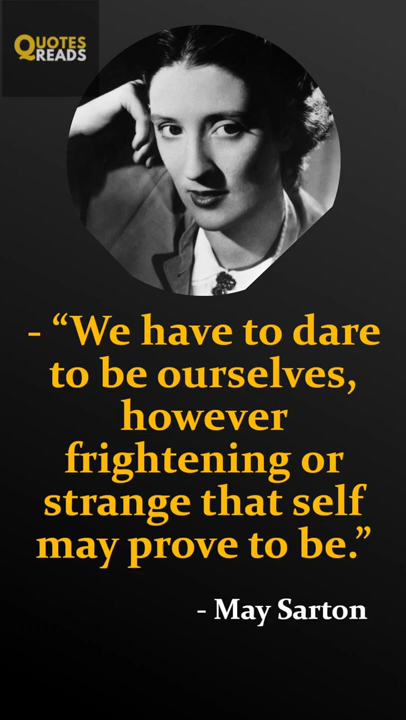 QUOTES
READS
- “We have to dare
to be ourselves,
however
frightening or
strange that self
may prove to be.”
- May Sarton